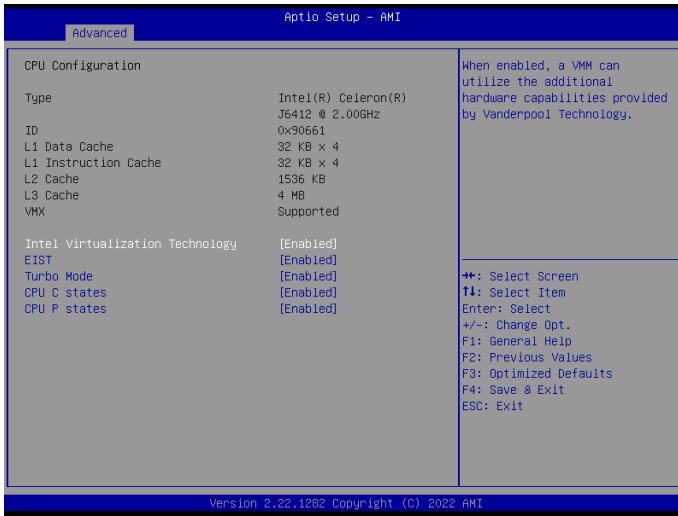 Aptio Setup – AMI
Advanced
CPU Configuration
Type Intel(R) Celeron(R)
J6412 @ 2.00GHz
ID 0x90661
L1 Data Cache 32 KB x 4
L1 Instruction Cache 32 KB x 4
L2 Cache 1536 KB
L3 Cache 4 MB
VMX Supported
Intel Virtualization Technology [Enabled]
EIST [Enabled]
Turbo Mode [Enabled]
CPU C states [Enabled]
CPU P states [Enabled]
When enabled, a VMM can
utilize the additional
hardware capabilities provided
by Vanderpool Technology.
→←: Select Screen
↑↓: Select Item
Enter: Select
+/-: Change Opt.
F1: General Help
F2: Previous Values
F3: Optimized Defaults
F4: Save & Exit
ESC: Exit
Version 2.22.1282 Copyright (C) 2022 AMI